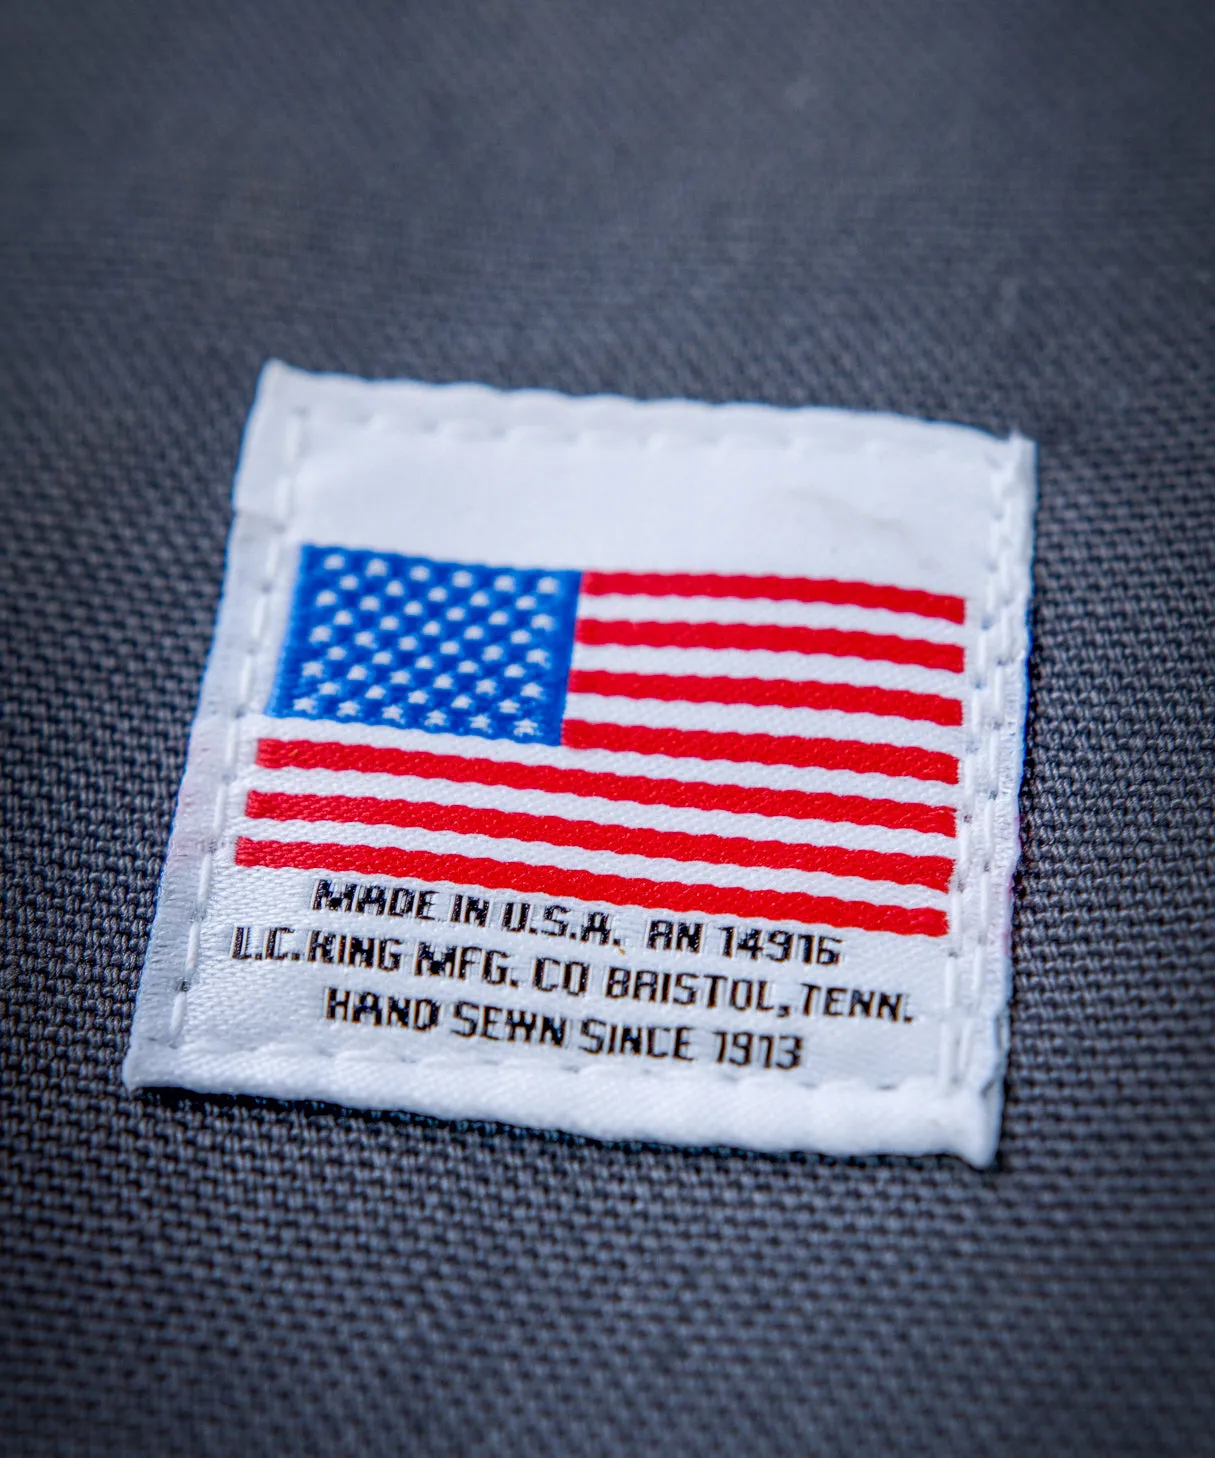 MADE IN U.S.A. RN 14916
L.C. KING MFG. CO BRISTOL, TENN.
HAND SEWN SINCE 1913